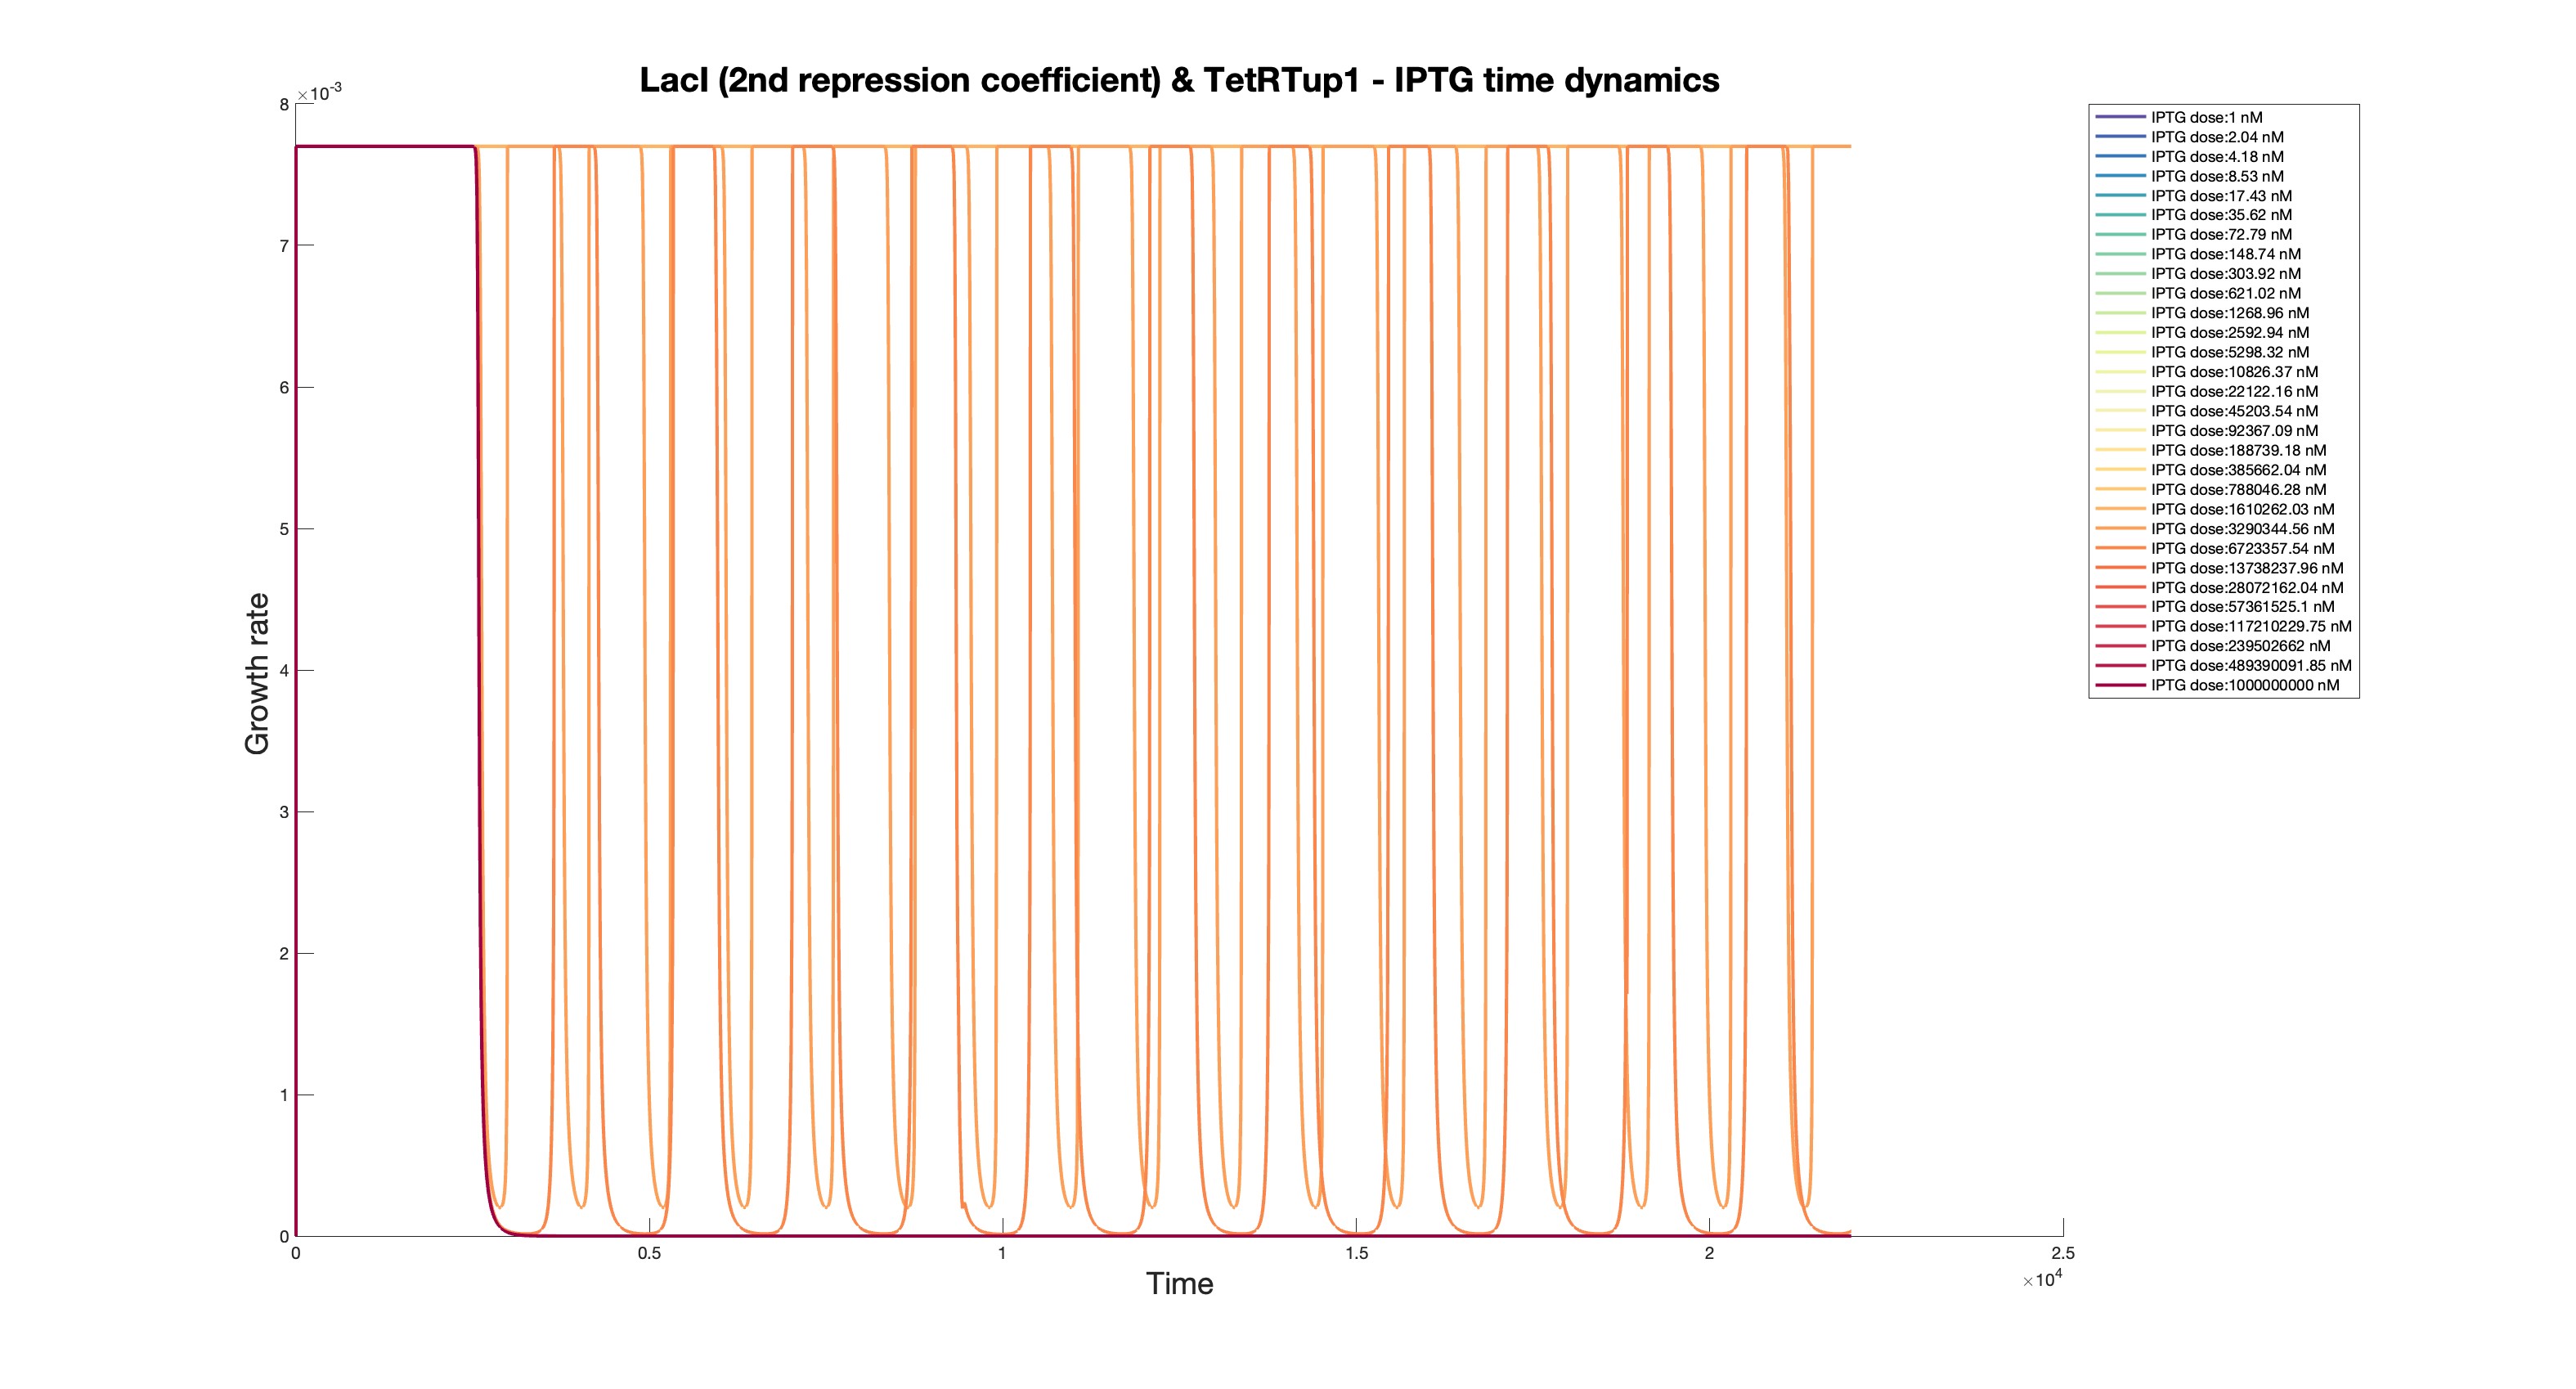 LacI (2nd repression coefficient) & TetRTup1 - IPTG time dynamics
×10-3
8
7
6
5
4
3
2
1
0
Growth rate
0 0.5 1 1.5 2 2.5
×104
Time
IPTG dose:1 nM
IPTG dose:2.04 nM
IPTG dose:4.18 nM
IPTG dose:8.53 nM
IPTG dose:17.43 nM
IPTG dose:35.62 nM
IPTG dose:72.79 nM
IPTG dose:148.74 nM
IPTG dose:303.92 nM
IPTG dose:621.02 nM
IPTG dose:1268.96 nM
IPTG dose:2592.94 nM
IPTG dose:5298.32 nM
IPTG dose:10826.37 nM
IPTG dose:22122.16 nM
IPTG dose:45203.54 nM
IPTG dose:92367.09 nM
IPTG dose:188739.18 nM
IPTG dose:385662.04 nM
IPTG dose:788046.28 nM
IPTG dose:1610262.03 nM
IPTG dose:3290344.56 nM
IPTG dose:6723357.54 nM
IPTG dose:13738237.96 nM
IPTG dose:28072162.04 nM
IPTG dose:57361525.1 nM
IPTG dose:117210229.75 nM
IPTG dose:239502662 nM
IPTG dose:489390091.85 nM
IPTG dose:1000000000 nM